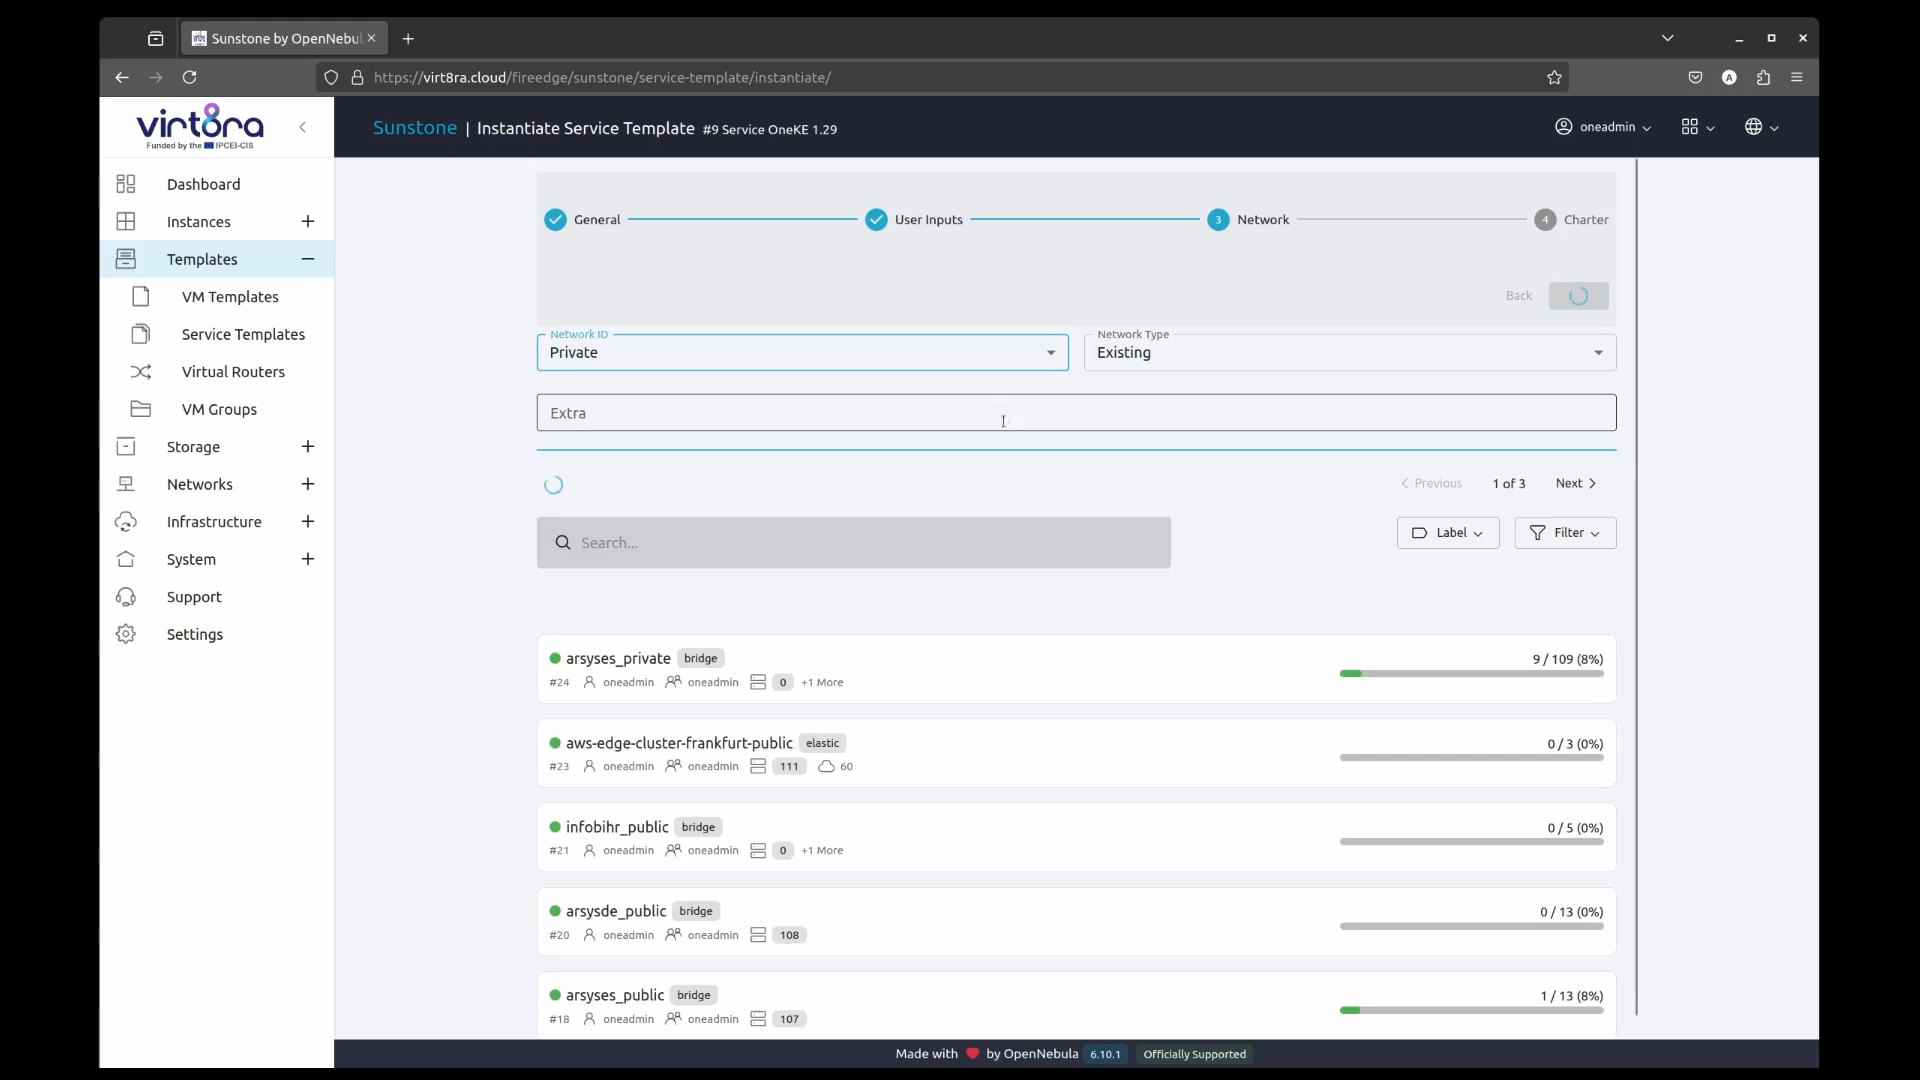 Sunstone by OpenNebul
https://virt8ra.cloud/fireedge/sunstone/service-template/instantiate/
A
virt8ra
Funded by the IPCEI-CIS
Sunstone | Instantiate Service Template #9 Service OneKE 1.29
oneadmin
Dashboard
Instances
Templates
VM Templates
Service Templates
Virtual Routers
VM Groups
Storage
Networks
Infrastructure
System
Support
Settings
General
User Inputs
3 Network
4 Charter
Back
Network ID
Private
Network Type
Existing
Extra
Previous 1 of 3 Next
Search...
Label
Filter
arsyses_private bridge
9 / 109 (8%)
#24 oneadmin oneadmin 0 +1 More
aws-edge-cluster-frankfurt-public elastic
0 / 3 (0%)
#23 oneadmin oneadmin 111 60
infobihr_public bridge
0 / 5 (0%)
#21 oneadmin oneadmin 0 +1 More
arsysde_public bridge
0 / 13 (0%)
#20 oneadmin oneadmin 108
arsyses_public bridge
1 / 13 (8%)
#18 oneadmin oneadmin 107
Made with ❤ by OpenNebula 6.10.1 Officially Supported